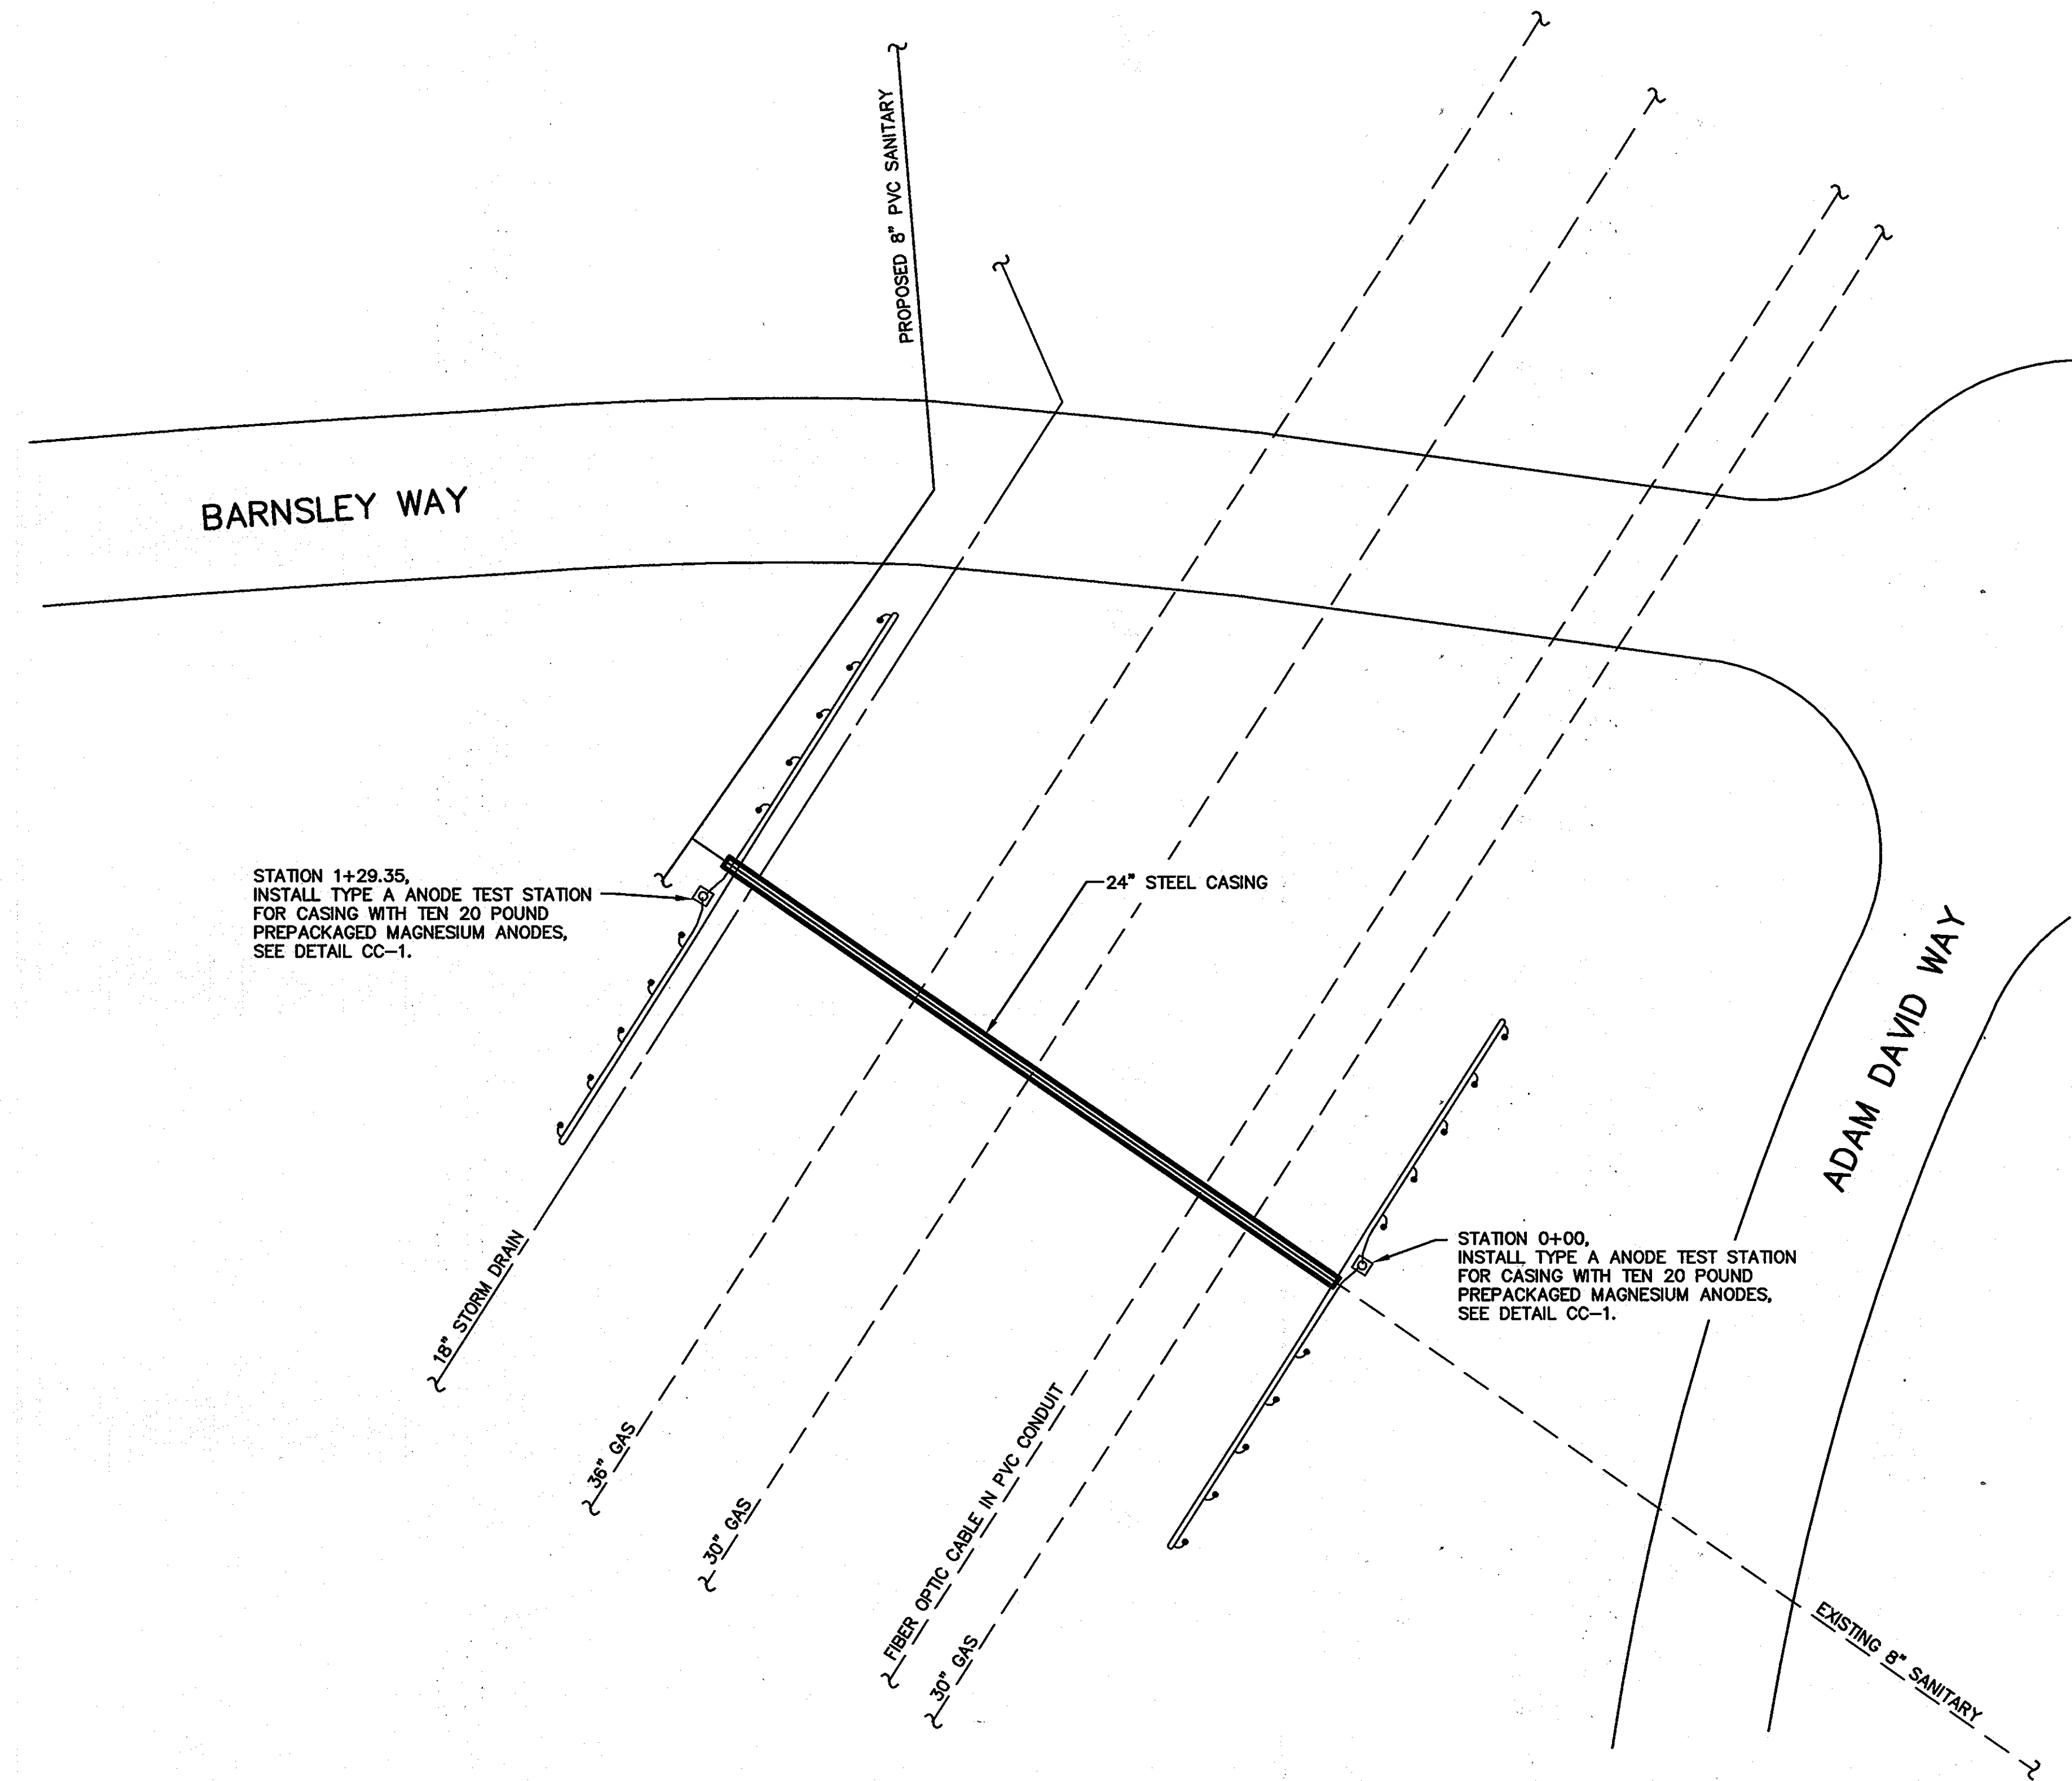 PROPOSED 8" PVC SANITARY
BARNSLEY WAY
STATION 1+29.35,
INSTALL TYPE A ANODE TEST STATION
FOR CASING WITH TEN 20 POUND
PREPACKAGED MAGNESIUM ANODES,
SEE DETAIL CC-1.
24" STEEL CASING
ADAM DAVID WAY
STATION 0+00,
INSTALL TYPE A ANODE TEST STATION
FOR CASING WITH TEN 20 POUND
PREPACKAGED MAGNESIUM ANODES,
SEE DETAIL CC-1.
18" STORM DRAIN
36" GAS
30" GAS
FIBER OPTIC CABLE IN PVC CONDUIT
30" GAS
EXISTING 8" SANITARY